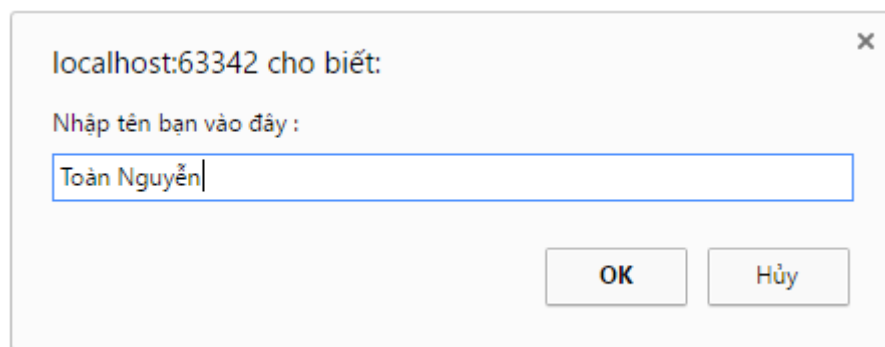 localhost:63342 cho biết:
Nhập tên bạn vào đây :
Toàn Nguyễn
OK
Hủy